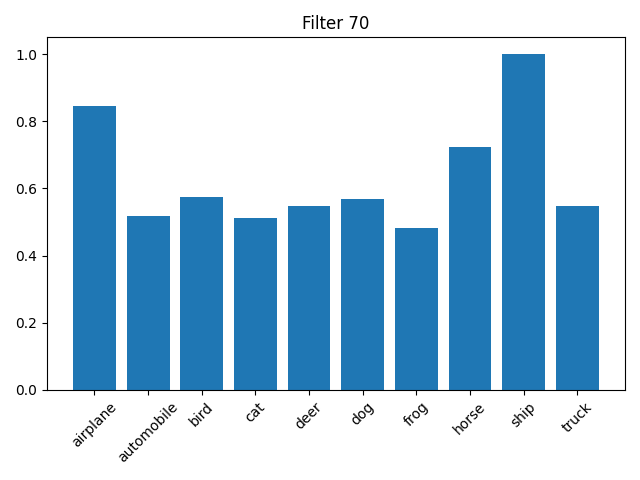 Filter 70
1.0
0.8
0.6
0.4
0.2
0.0
airplane
automobile
bird
cat
deer
dog
frog
horse
ship
truck